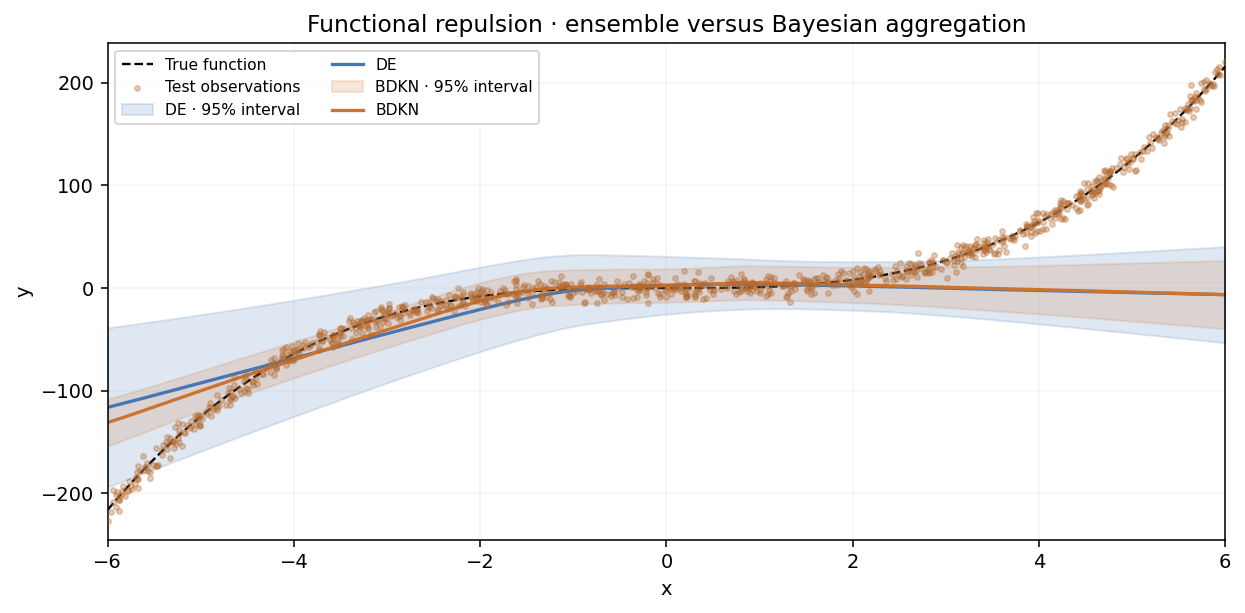 Functional repulsion · ensemble versus Bayesian aggregation
True function
Test observations
DE · 95% interval
DE
BDKN · 95% interval
BDKN
y
200
100
0
−100
−200
−6
−4
−2
0
2
4
6
x